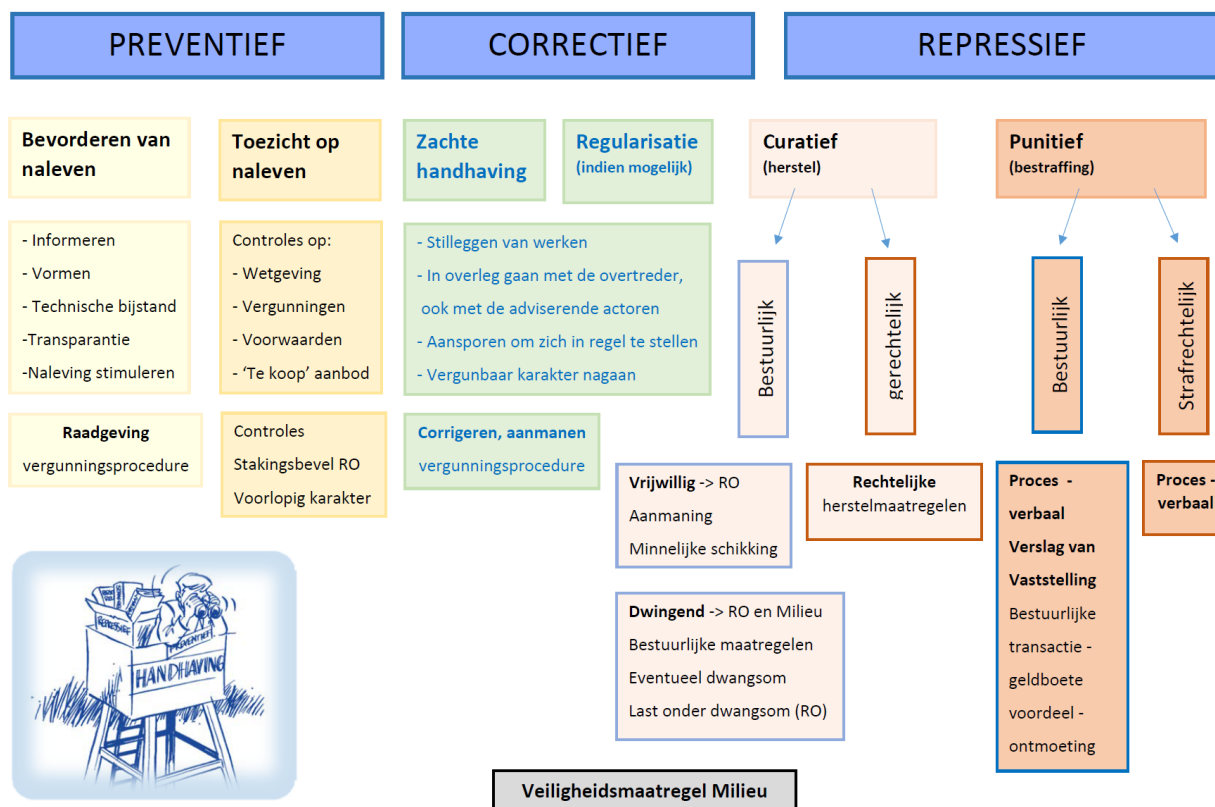 PREVENTIEF
CORRECTIEF
REPRESSIEF
Bevorderen van
naleven
Toezicht op
naleven
Zachte
handhaving
Regularisatie
(indien mogelijk)
Curatief
(herstel)
Punitief
(bestraffing)
- Informeren
- Vormen
- Technische bijstand
-Transparantie
-Naleving stimuleren
Controles op:
- Wetgeving
- Vergunningen
- Voorwaarden
- ‘Te koop’ aanbod
- Stilleggen van werken
- In overleg gaan met de overtreder,
ook met de adviserende actoren
- Aansporen om zich in regel te stellen
- Vergunbaar karakter nagaan
Bestuurlijk
gerechtelijk
Bestuurlijk
Strafrechtelijk
Raadgeving
vergunningsprocedure
Controles
Stakingsbevel RO
Voorlopig karakter
Corrigeren, aanmanen
vergunningsprocedure
Vrijwillig -> RO
Aanmaning
Minnelijke schikking
Rechtelijke
herstelmaatregelen
Proces -
verbaal
Verslag van
Vaststelling
Bestuurlijke
transactie -
geldboete
voordeel -
ontmoeting
Proces -
verbaal
Dwingend -> RO en Milieu
Bestuurlijke maatregelen
Eventueel dwangsom
Last onder dwangsom (RO)
REPRESSIEF
PREVENTIEF
HANDHAVING
Veiligheidsmaatregel Milieu